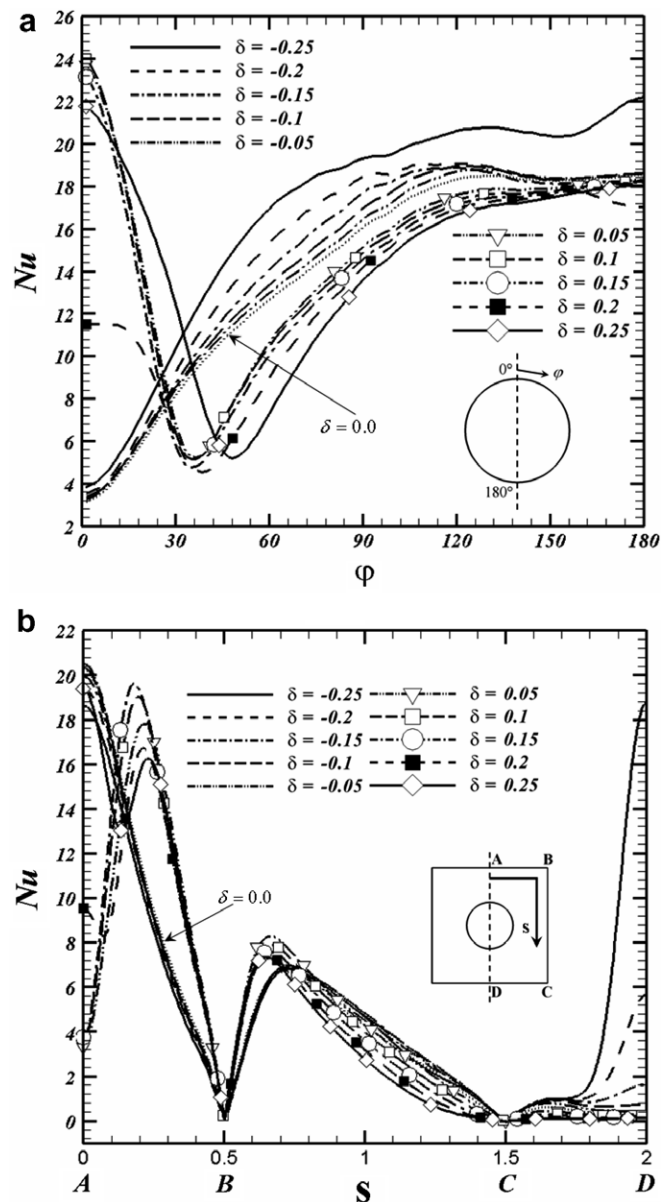 a
24
22
20
18
16
14
12
10
8
6
4
2
Nu
δ = -0.25
δ = -0.2
δ = -0.15
δ = -0.1
δ = -0.05
δ = 0.05
δ = 0.1
δ = 0.15
δ = 0.2
δ = 0.25
δ = 0.0
0°
φ
180°
0 30 60 90 120 150 180
φ
b
22
20
18
16
14
12
10
8
6
4
2
0
Nu
δ = -0.25 δ = 0.05
δ = -0.2 δ = 0.1
δ = -0.15 δ = 0.15
δ = -0.1 δ = 0.2
δ = -0.05 δ = 0.25
δ = 0.0
A B
S
D C
0 0.5 1 1.5 2
A B S C D